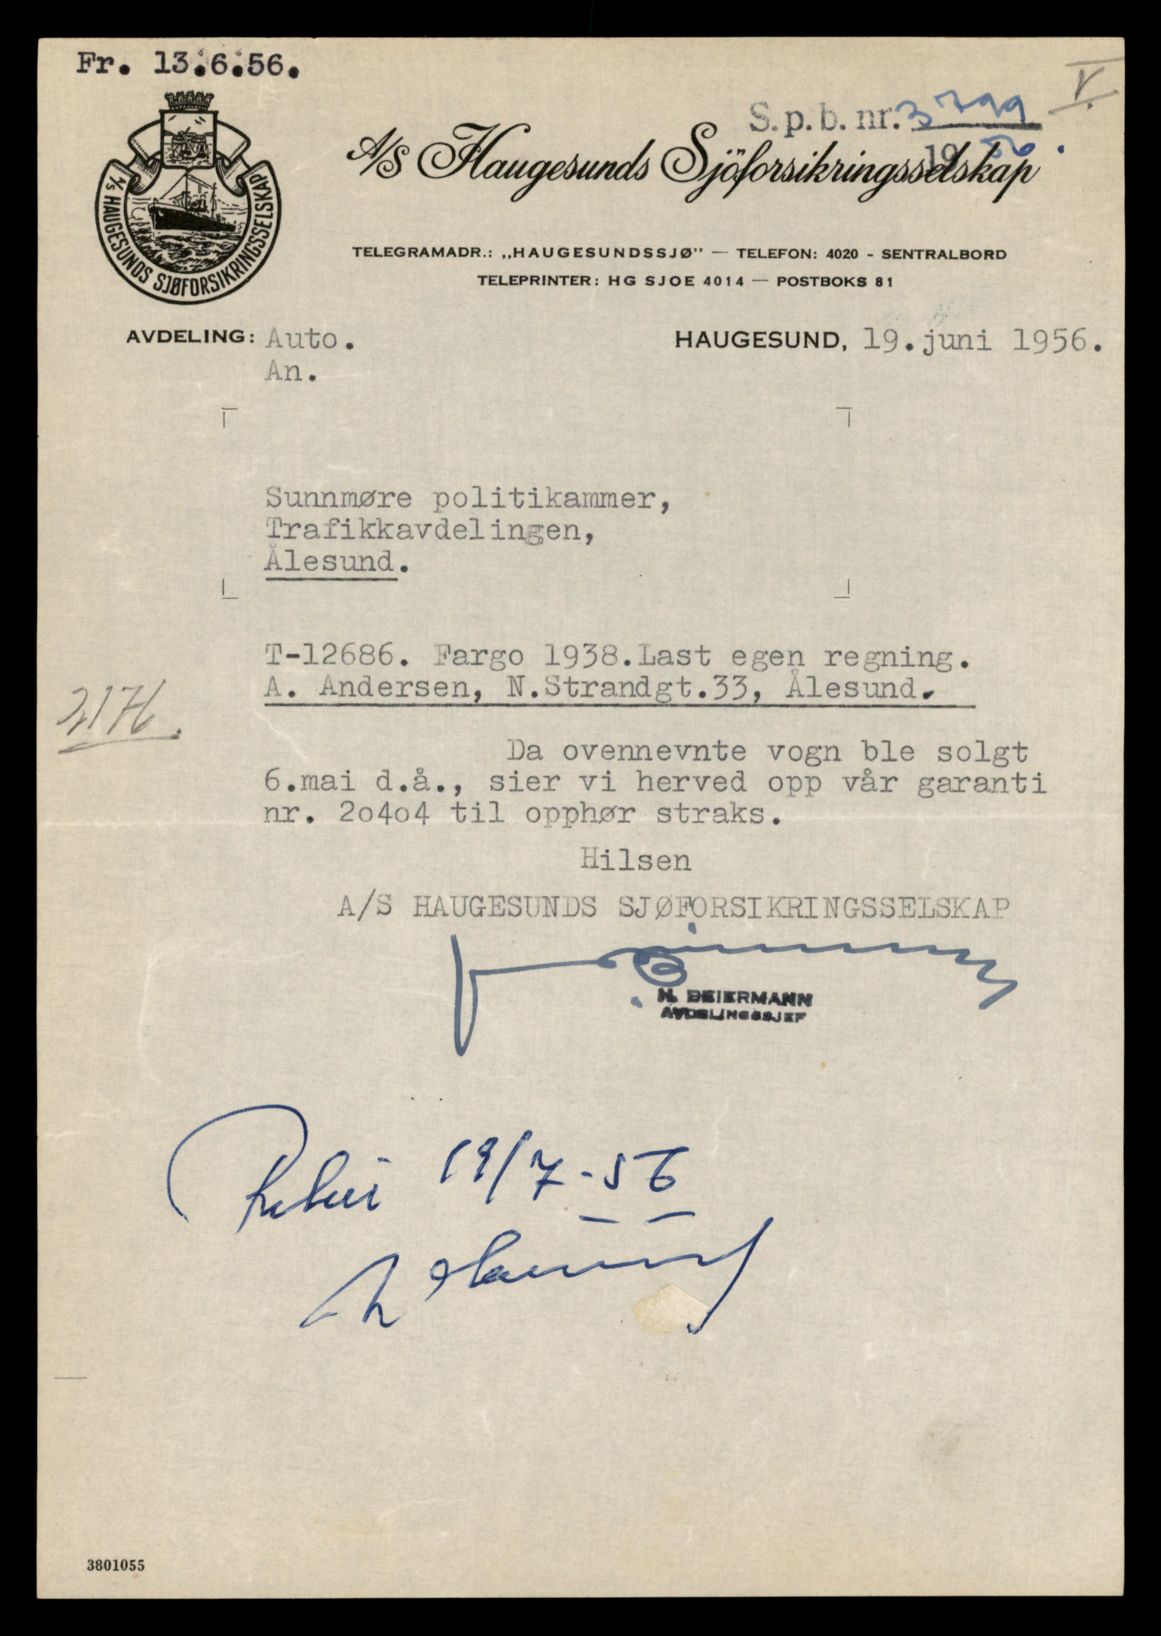 Fr. 13.6.56.
S.p.b. nr. 3799
1956.
V.
A/S HAUGESUNDS SJØFORSIKRINGSSELSKAP
A/S Haugesunds Sjöforsikringsselskap
TELEGRAMADR.: „HAUGESUNDSSJØ" — TELEFON: 4020 - SENTRALBORD
TELEPRINTER: HG SJOE 4014 — POSTBOKS 81
AVDELING: Auto.
An.
HAUGESUND, 19.juni 1956.
Sunnmøre politikammer,
Trafikkavdelingen,
Ålesund.
T-12686. Fargo 1938.Last egen regning.
A. Andersen, N.Strandgt.33, Ålesund.
Da ovennevnte vogn ble solgt
6.mai d.å., sier vi herved opp vår garanti
nr. 2o4o4 til opphør straks.
Hilsen
A/S HAUGESUNDS SJØFORSIKRINGSSELSKAP
N. BEIERMANN
AVDELINGSSJEF
19/7-56
3801055